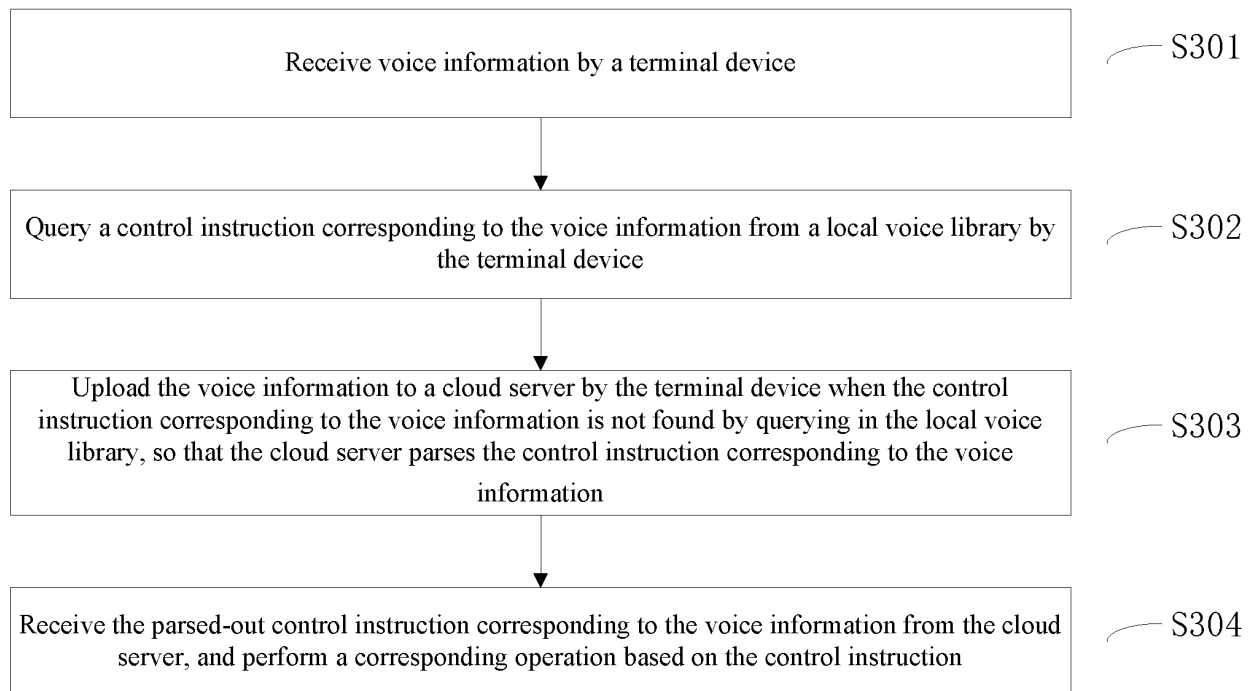 Receive voice information by a terminal device
S301
Query a control instruction corresponding to the voice information from a local voice library by
the terminal device
S302
Upload the voice information to a cloud server by the terminal device when the control
instruction corresponding to the voice information is not found by querying in the local voice
library, so that the cloud server parses the control instruction corresponding to the voice
information
S303
Receive the parsed-out control instruction corresponding to the voice information from the cloud
server, and perform a corresponding operation based on the control instruction
S304